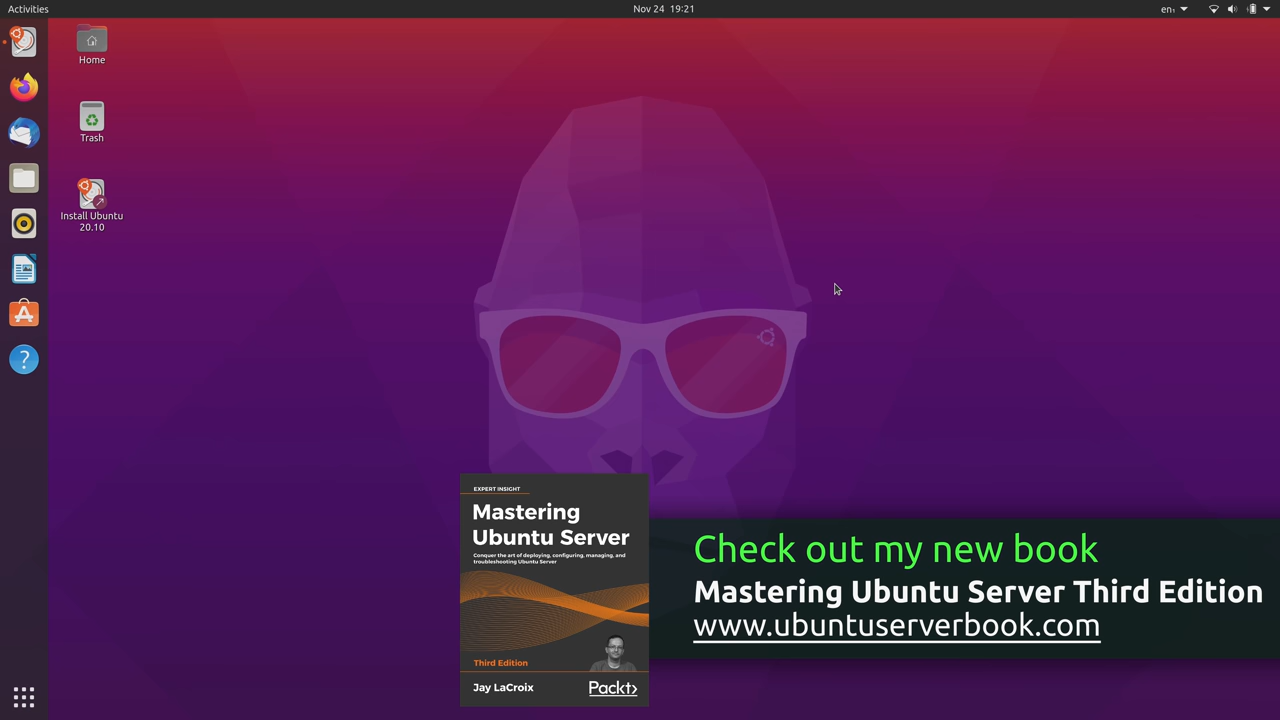 Activities
Nov 24 19:21
en₁
Home
Trash
Install Ubuntu
20.10
EXPERT INSIGHT
Mastering
Ubuntu Server
Conquer the art of deploying, configuring, managing, and
troubleshooting Ubuntu Server
Third Edition
Jay LaCroix
Packt>
Check out my new book
Mastering Ubuntu Server Third Edition
www.ubuntuserverbook.com